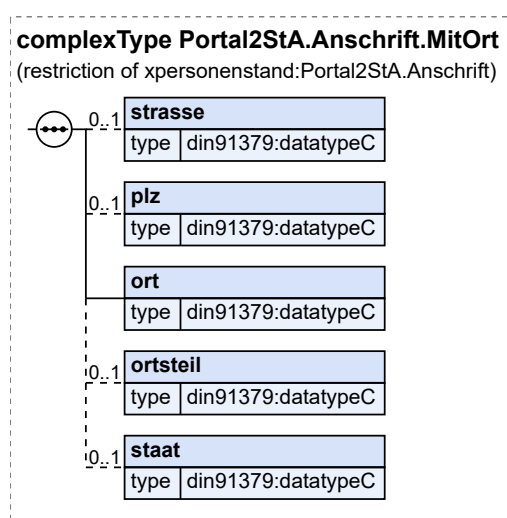 complexType Portal2StA.Anschrift.MitOrt
(restriction of xpersonenstand:Portal2StA.Anschrift)
0..1 strasse
type din91379:datatypeC
0..1 plz
type din91379:datatypeC
ort
type din91379:datatypeC
0..1 ortsteil
type din91379:datatypeC
0..1 staat
type din91379:datatypeC